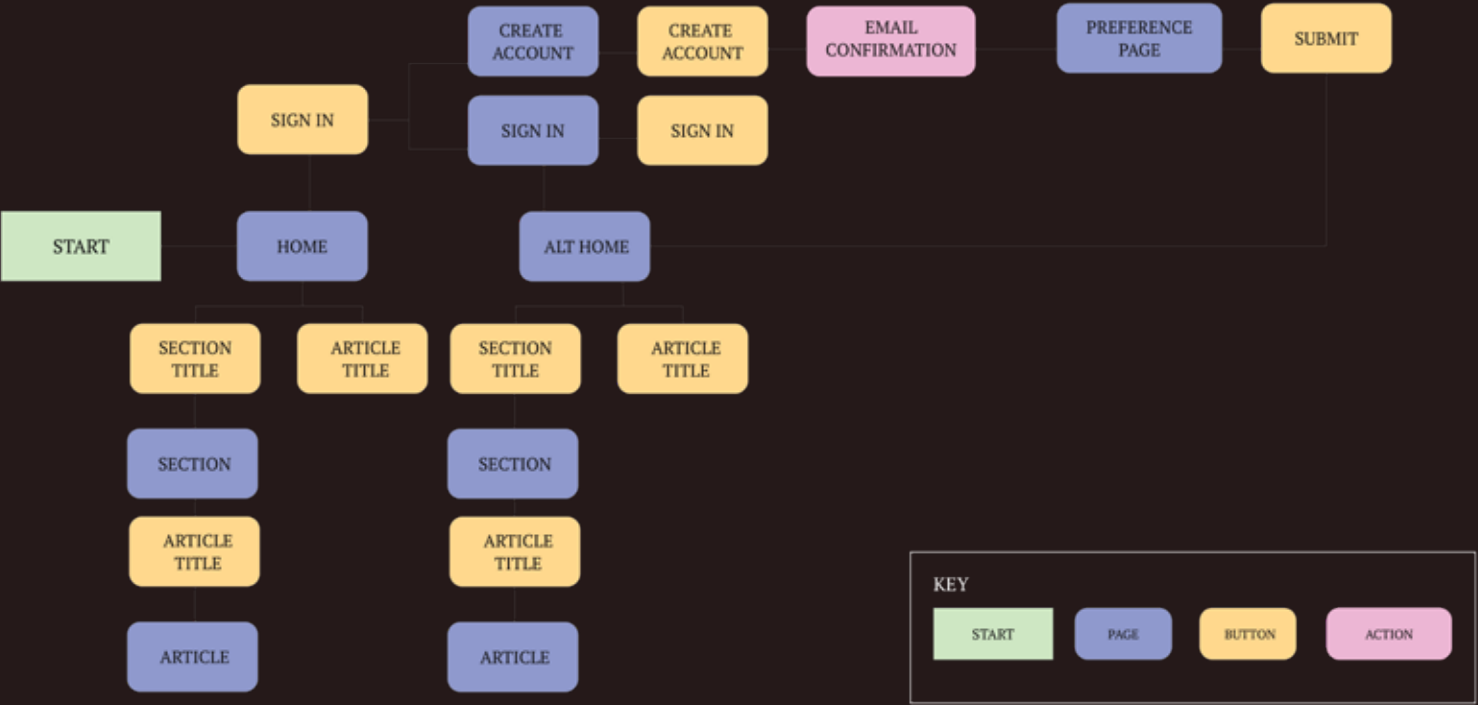 CREATE
ACCOUNT
CREATE
ACCOUNT
EMAIL
CONFIRMATION
PREFERENCE
PAGE
SUBMIT
SIGN IN
SIGN IN
SIGN IN
START
HOME
ALT HOME
SECTION
TITLE
ARTICLE
TITLE
SECTION
TITLE
ARTICLE
TITLE
SECTION
SECTION
ARTICLE
TITLE
ARTICLE
TITLE
ARTICLE
ARTICLE
KEY
START
PAGE
BUTTON
ACTION